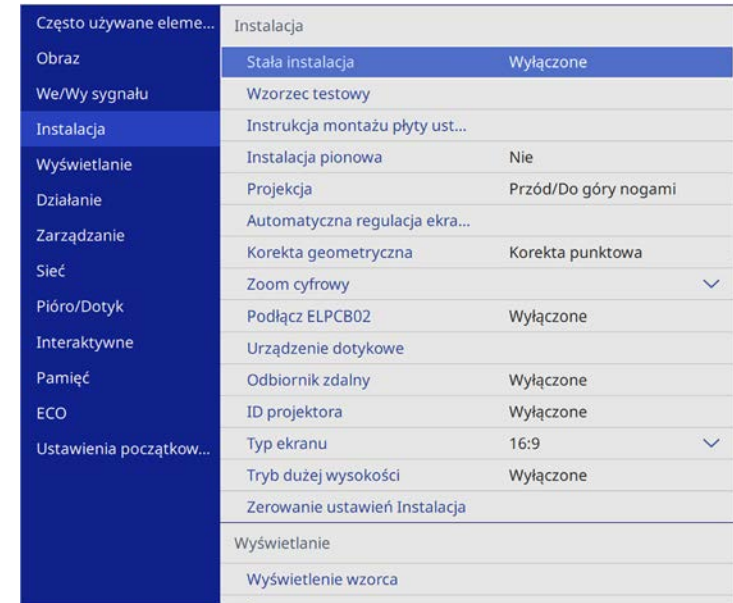 Często używane eleme...
Obraz
We/Wy sygnału
Instalacja
Wyświetlanie
Działanie
Zarządzanie
Sieć
Pióro/Dotyk
Interaktywne
Pamięć
ECO
Ustawienia początkow...
Instalacja
Stała instalacja Wyłączone
Wzorzec testowy
Instrukcja montażu płyty ust...
Instalacja pionowa Nie
Projekcja Przód/Do góry nogami
Automatyczna regulacja ekra...
Korekta geometryczna Korekta punktowa
Zoom cyfrowy
Podłącz ELPCB02 Wyłączone
Urządzenie dotykowe
Odbiornik zdalny Wyłączone
ID projektora Wyłączone
Typ ekranu 16:9
Tryb dużej wysokości Wyłączone
Zerowanie ustawień Instalacja
Wyświetlanie
Wyświetlenie wzorca